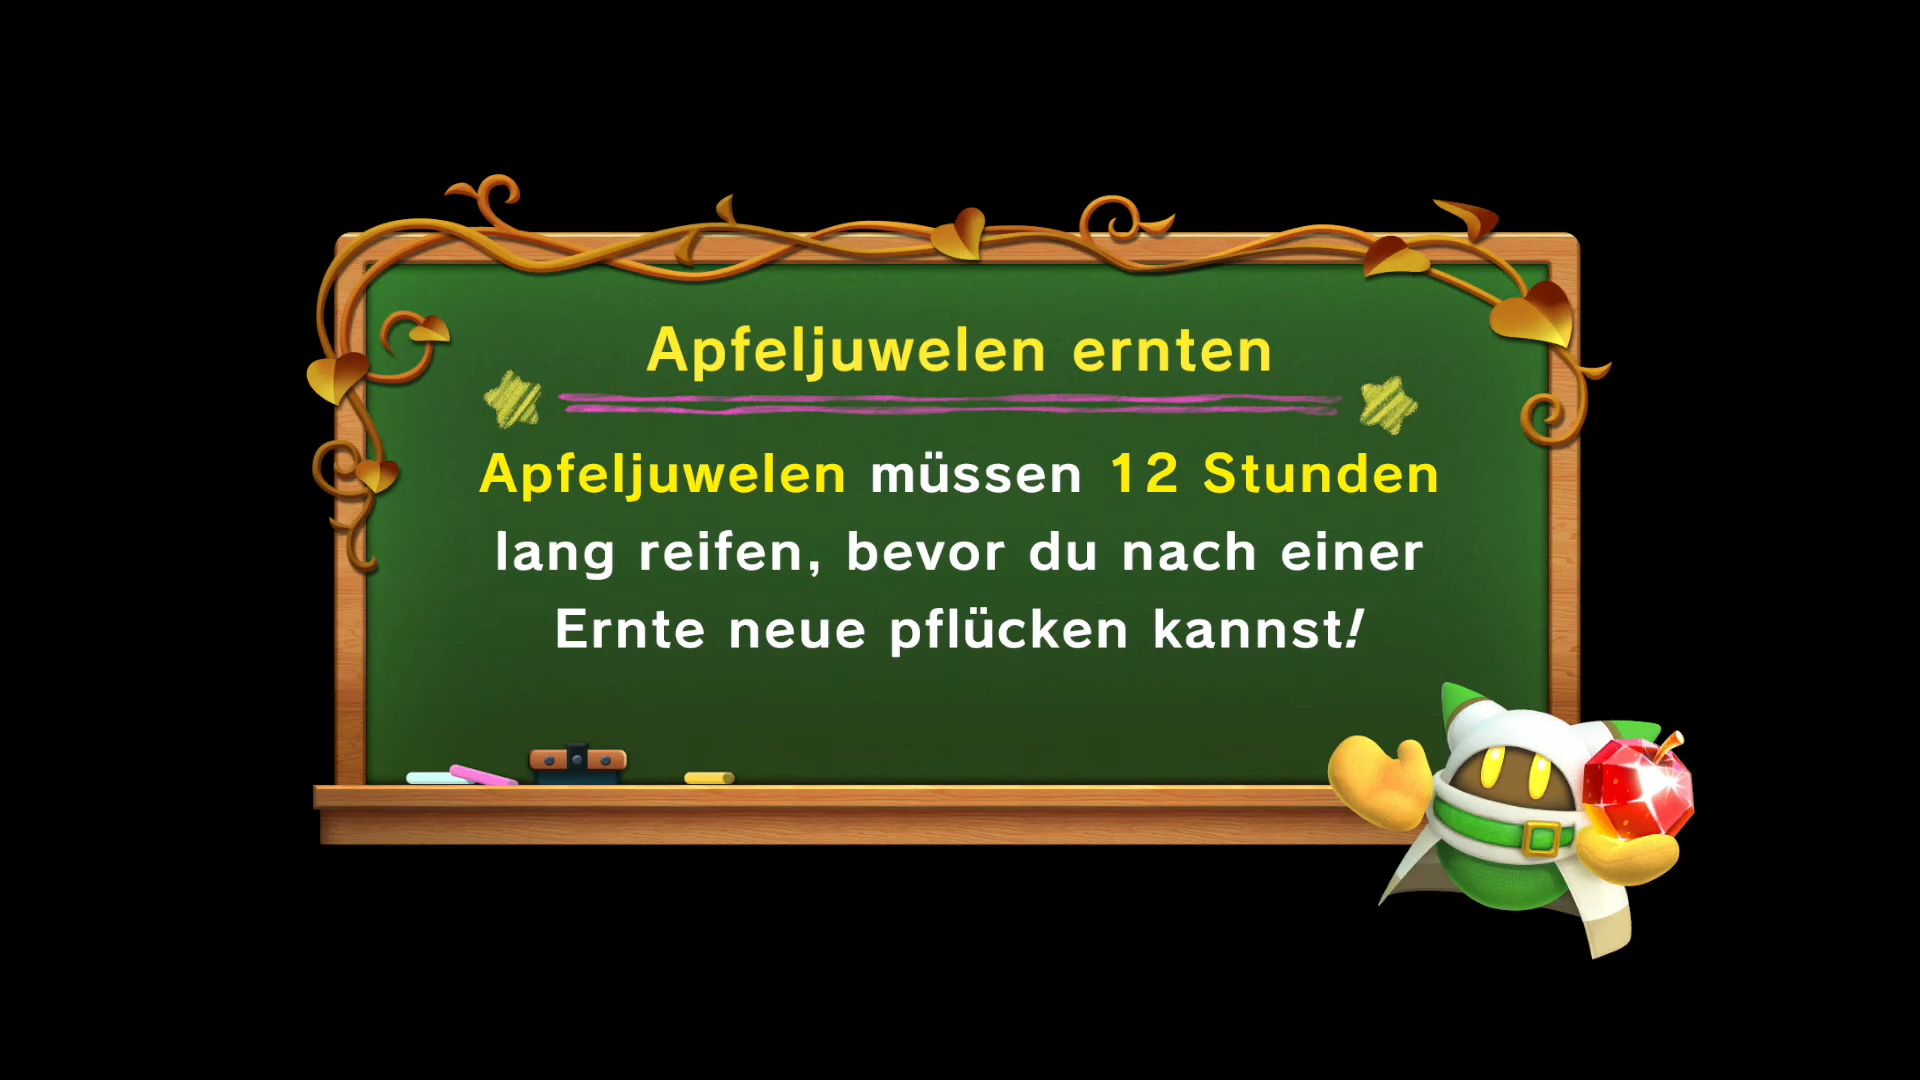 Apfeljuwelen ernten
Apfeljuwelen müssen 12 Stunden
lang reifen, bevor du nach einer
Ernte neue pflücken kannst!